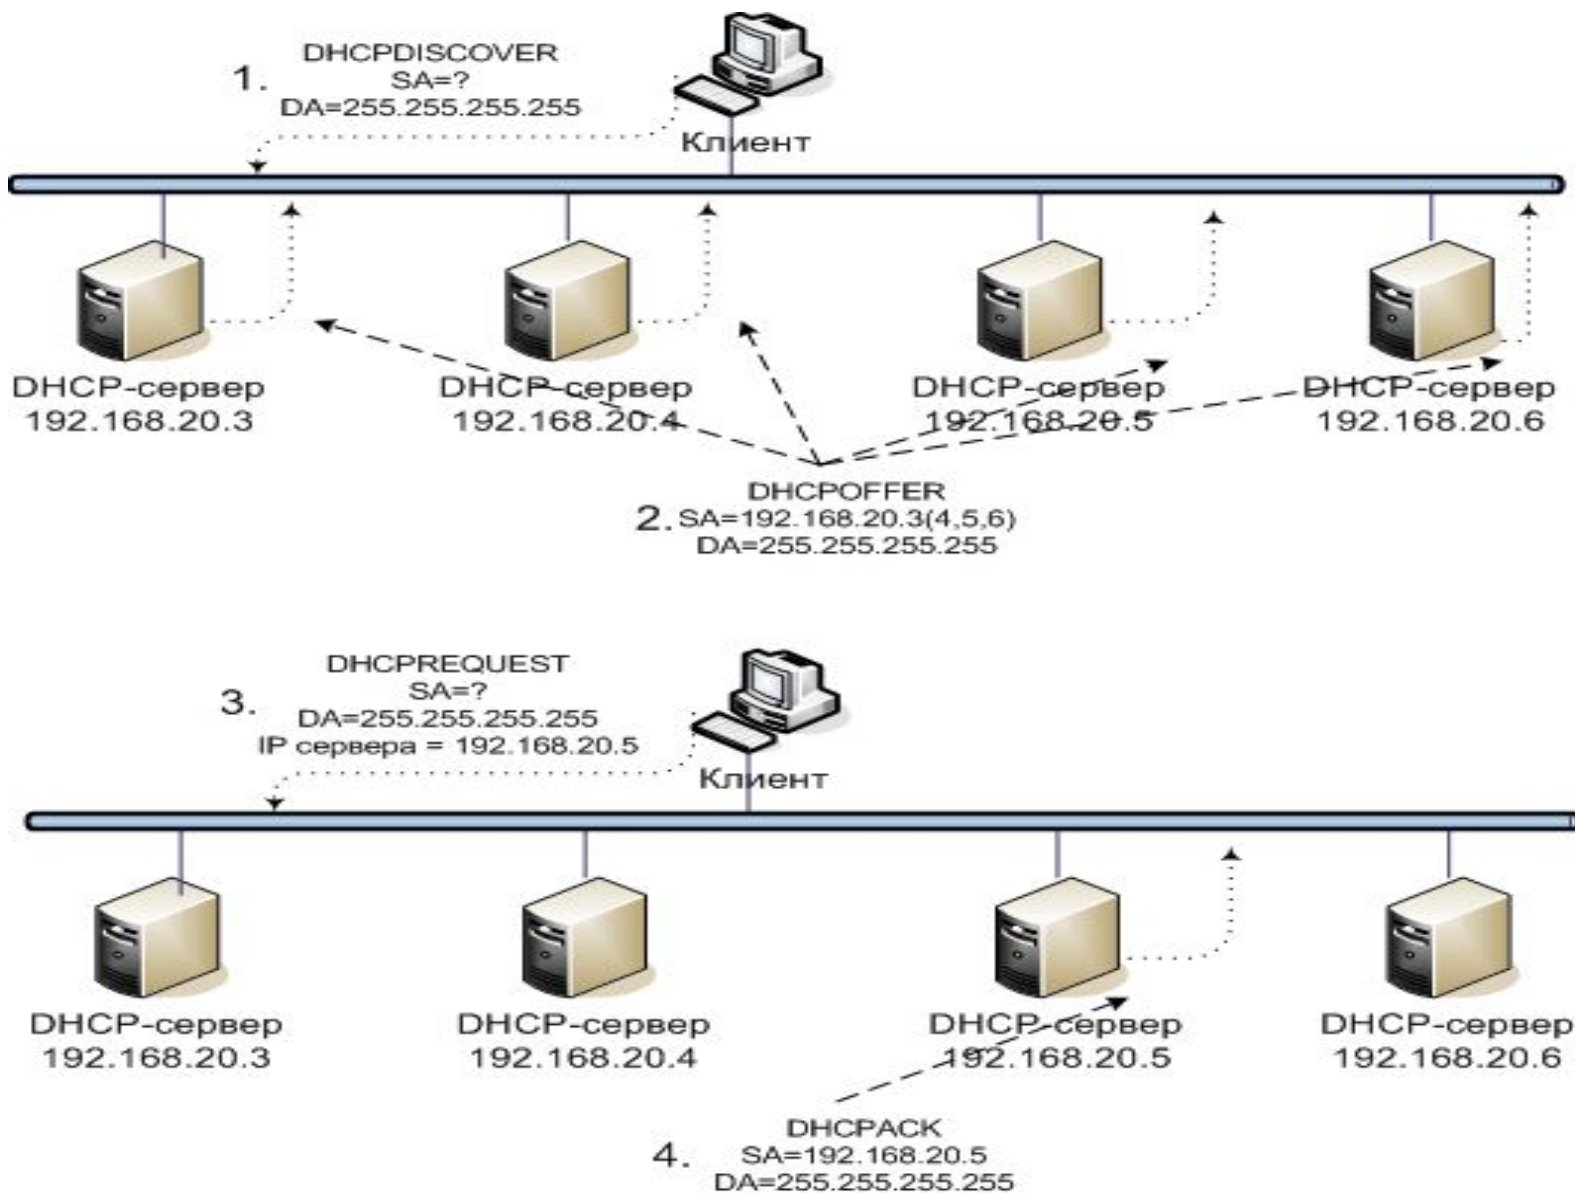 1.
DHCPDISCOVER
SA=?
DA=255.255.255.255
Клиент
DHCP-сервер
192.168.20.3
DHCP-сервер
192.168.20.4
DHCP-сервер
192.168.20.5
DHCP-сервер
192.168.20.6
2.
DHCPOFFER
SA=192.168.20.3(4,5,6)
DA=255.255.255.255
3.
DHCPREQUEST
SA=?
DA=255.255.255.255
IP сервера = 192.168.20.5
Клиент
DHCP-сервер
192.168.20.3
DHCP-сервер
192.168.20.4
DHCP-сервер
192.168.20.5
DHCP-сервер
192.168.20.6
4.
DHCPACK
SA=192.168.20.5
DA=255.255.255.255